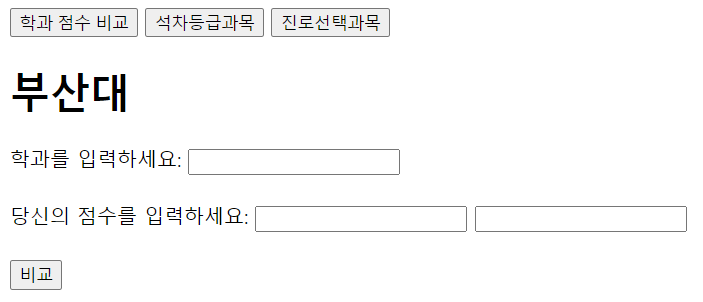 학과 점수 비교 석차등급과목 진로선택과목
부산대
학과를 입력하세요:
당신의 점수를 입력하세요:
비교